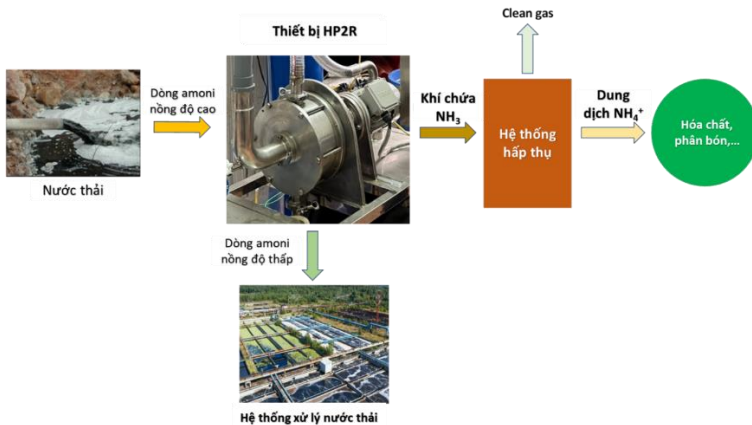 Clean gas
Thiết bị HP2R
Dòng amoni
nồng độ cao
Khí chứa
NH₃
Dung
dịch NH₄⁺
Hệ thống
hấp thụ
Hóa chất,
phân bón,...
Nước thải
Dòng amoni
nồng độ thấp
Hệ thống xử lý nước thải